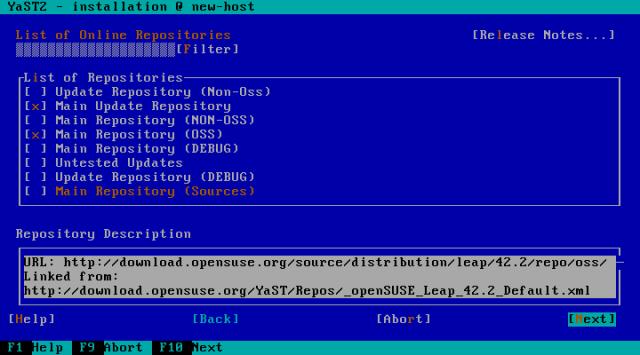 YaST2 - installation @ new-host
List of Online Repositories [Release Notes...]
[Filter]
List of Repositories
[ ] Update Repository (Non-Oss)
[x] Main Update Repository
[ ] Main Repository (NON-OSS)
[x] Main Repository (OSS)
[ ] Main Repository (DEBUG)
[ ] Untested Updates
[ ] Update Repository (DEBUG)
[ ] Main Repository (Sources)
Repository Description
URL: http://download.opensuse.org/source/distribution/leap/42.2/repo/oss/
Linked from:
http://download.opensuse.org/YaST/Repos/_openSUSE_Leap_42.2_Default.xml
[Help] [Back] [Abort] [Next]
F1 Help F9 Abort F10 Next